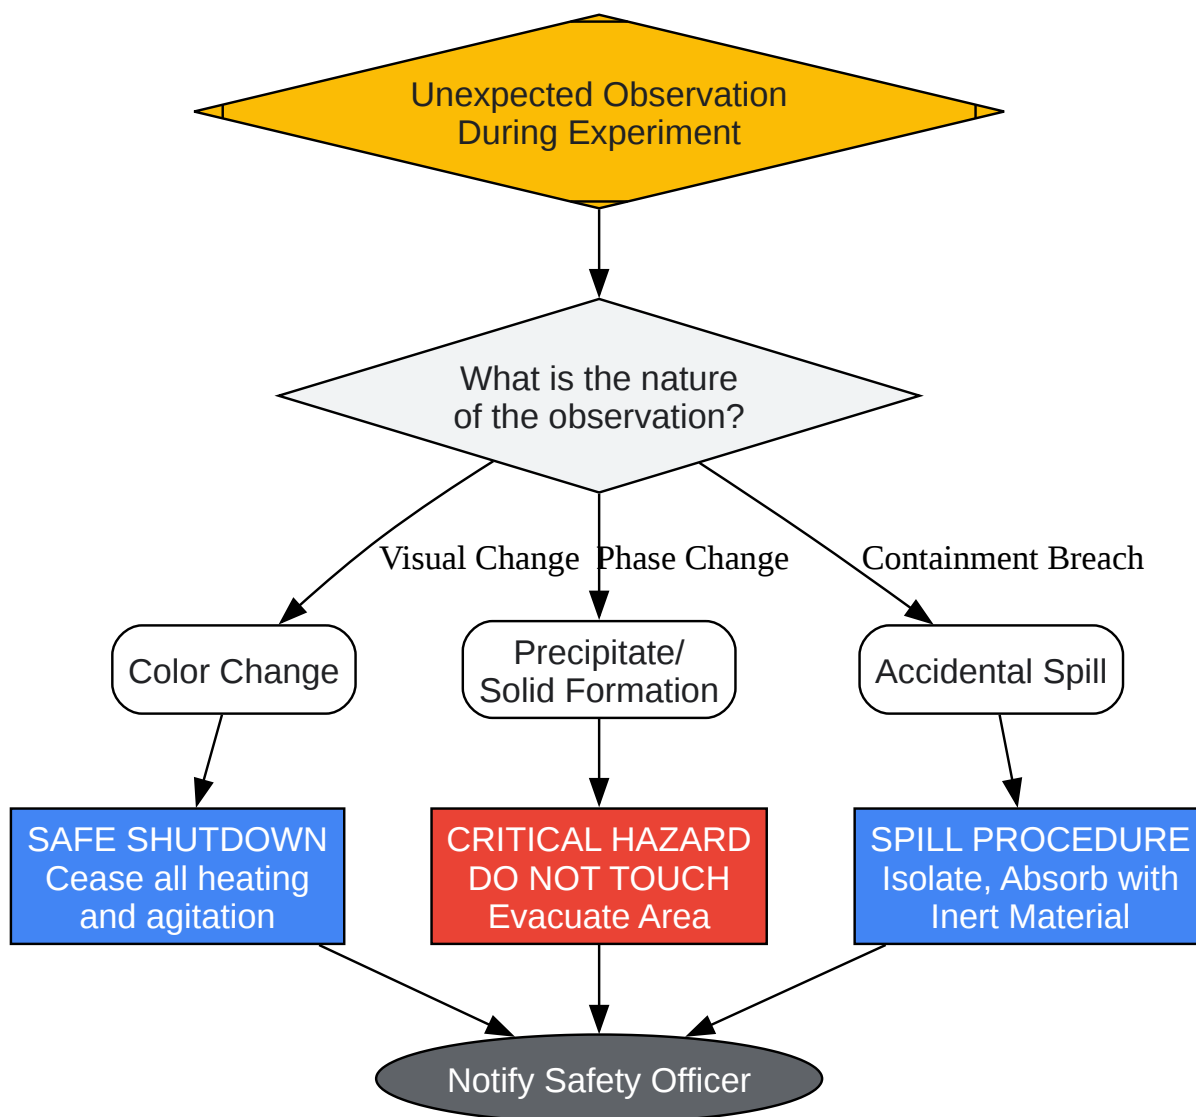 Unexpected Observation
During Experiment
What is the nature
of the observation?
Visual Change
Phase Change
Containment Breach
Color Change
Precipitate/
Solid Formation
Accidental Spill
SAFE SHUTDOWN
Cease all heating
and agitation
CRITICAL HAZARD
DO NOT TOUCH
Evacuate Area
SPILL PROCEDURE
Isolate, Absorb with
Inert Material
Notify Safety Officer